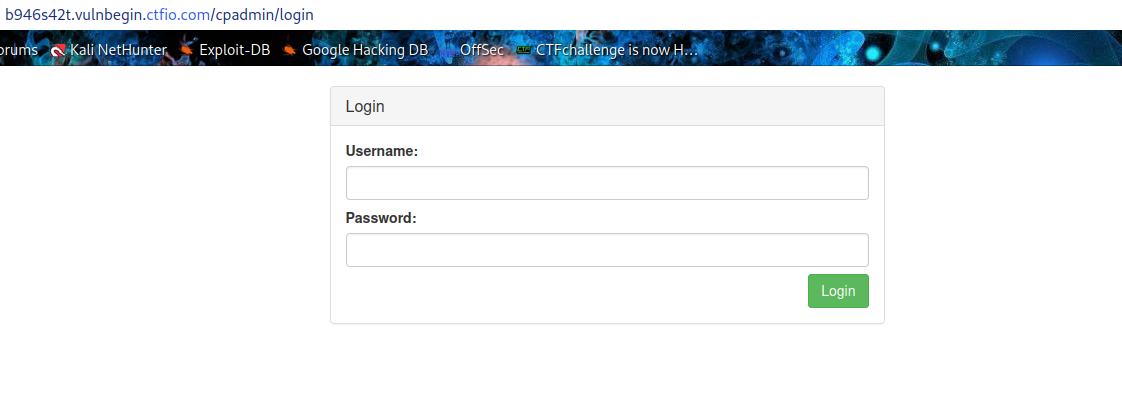 b946s42t.vulnbegin.ctfio.com/cpadmin/login
orums Kali NetHunter Exploit-DB Google Hacking DB OffSec CTFchallenge is now H…
Login
Username:
Password:
Login